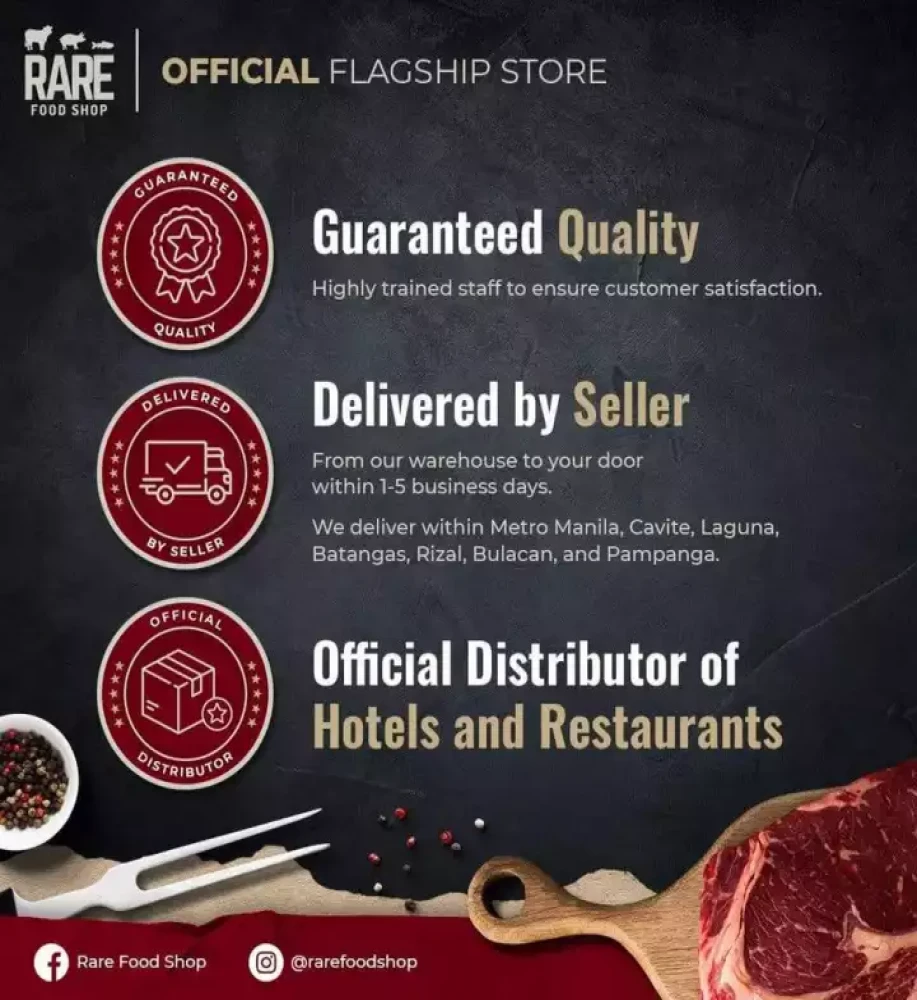 RARE
FOOD SHOP
OFFICIAL FLAGSHIP STORE
GUARANTEED
QUALITY
Guaranteed Quality
Highly trained staff to ensure customer satisfaction.
DELIVERED
BY SELLER
Delivered by Seller
From our warehouse to your door
within 1-5 business days.
We deliver within Metro Manila, Cavite, Laguna,
Batangas, Rizal, Bulacan, and Pampanga.
OFFICIAL
DISTRIBUTOR
Official Distributor of
Hotels and Restaurants
Rare Food Shop
@rarefoodshop